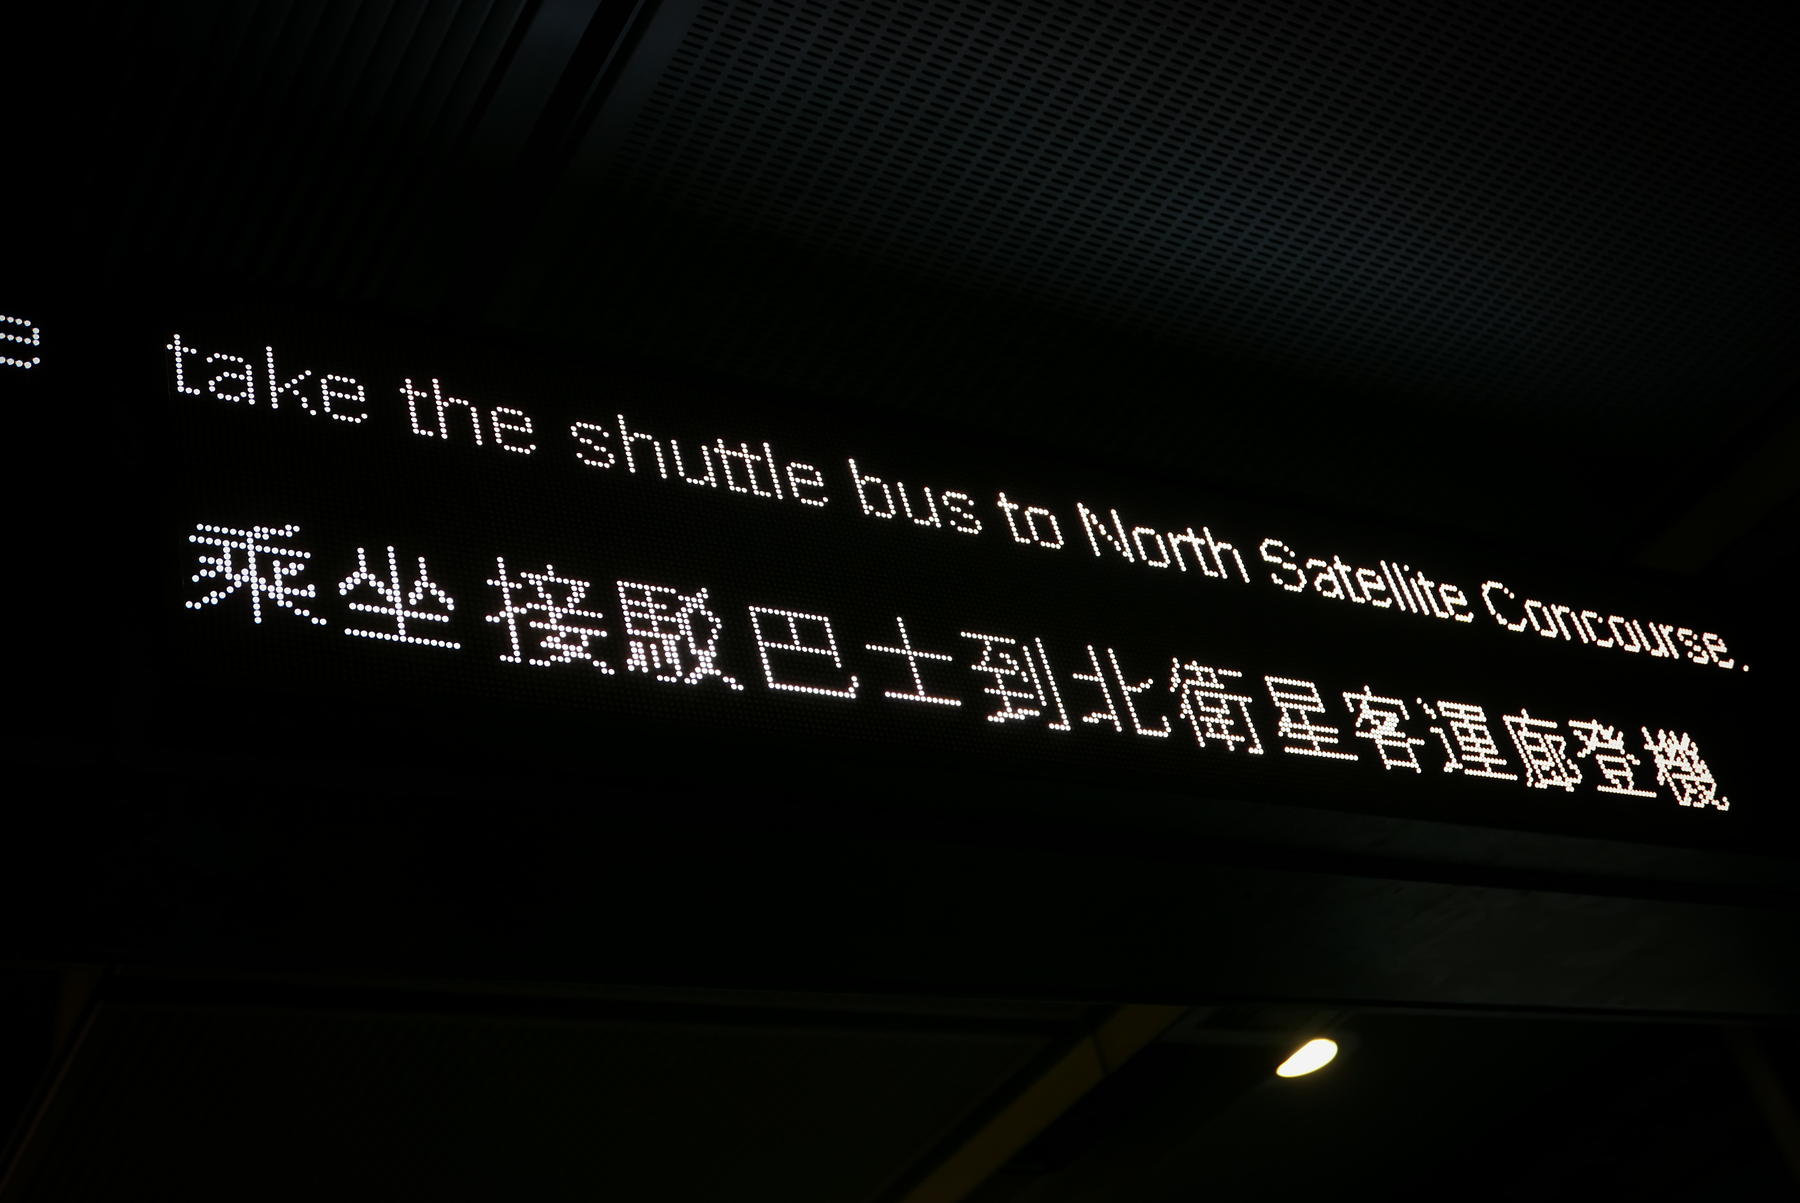 take the shuttle bus to North Satellite Concourse.
乘坐接駁巴士到北衛星客運廊登機